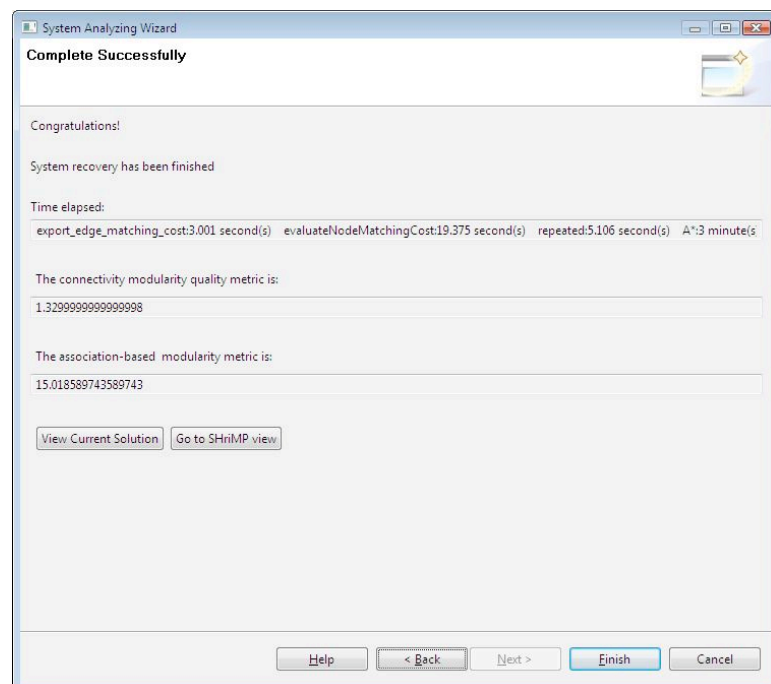 System Analyzing Wizard
Complete Successfully
Congratulations!
System recovery has been finished
Time elapsed:
export_edge_matching_cost:3.001 second(s) evaluateNodeMatchingCost:19.375 second(s) repeated:5.106 second(s) A*:3 minute(s
The connectivity modularity quality metric is:
1.3299999999999998
The association-based modularity metric is:
15.018589743589743
View Current Solution Go to SHriMP view
Help < Back Next > Finish Cancel